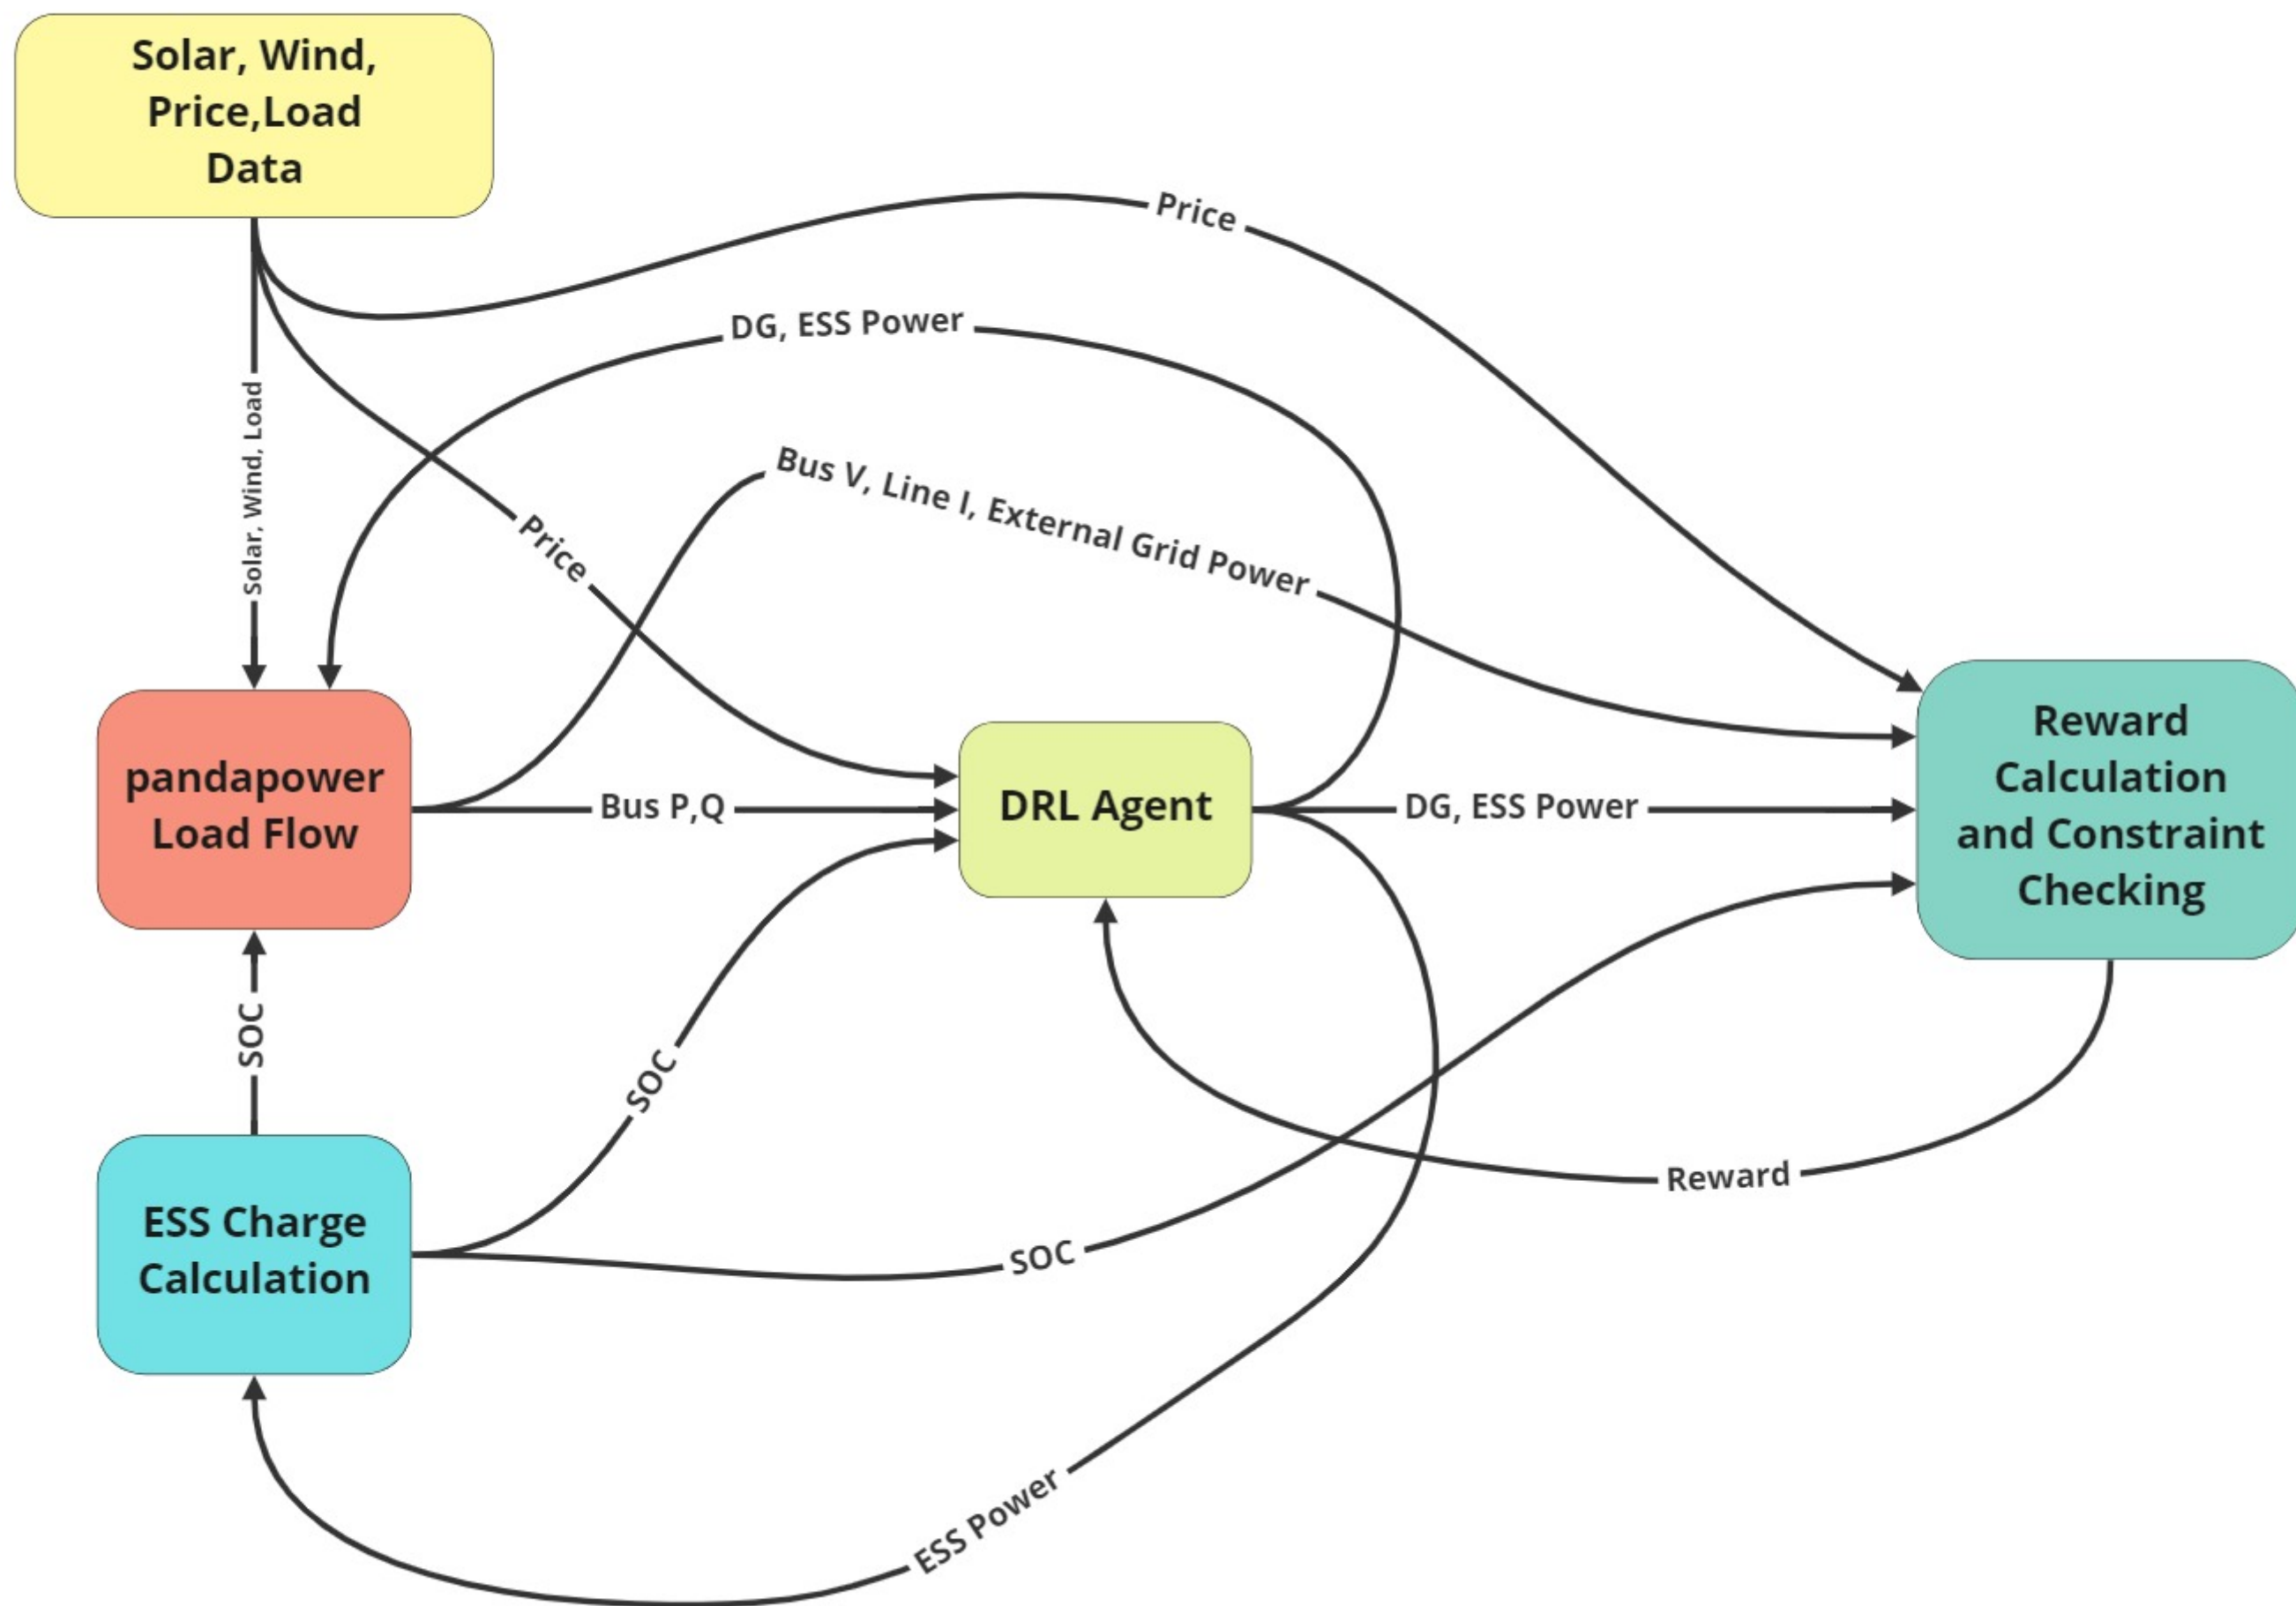 Solar, Wind,
Price,Load
Data
Price
DG, ESS Power
Solar, Wind, Load
Bus V, Line I, External Grid Power
Price
pandapower
Load Flow
Bus P,Q
DRL Agent
DG, ESS Power
Reward
Calculation
and Constraint
Checking
SOC
SOC
Reward
ESS Charge
Calculation
SOC
ESS Power